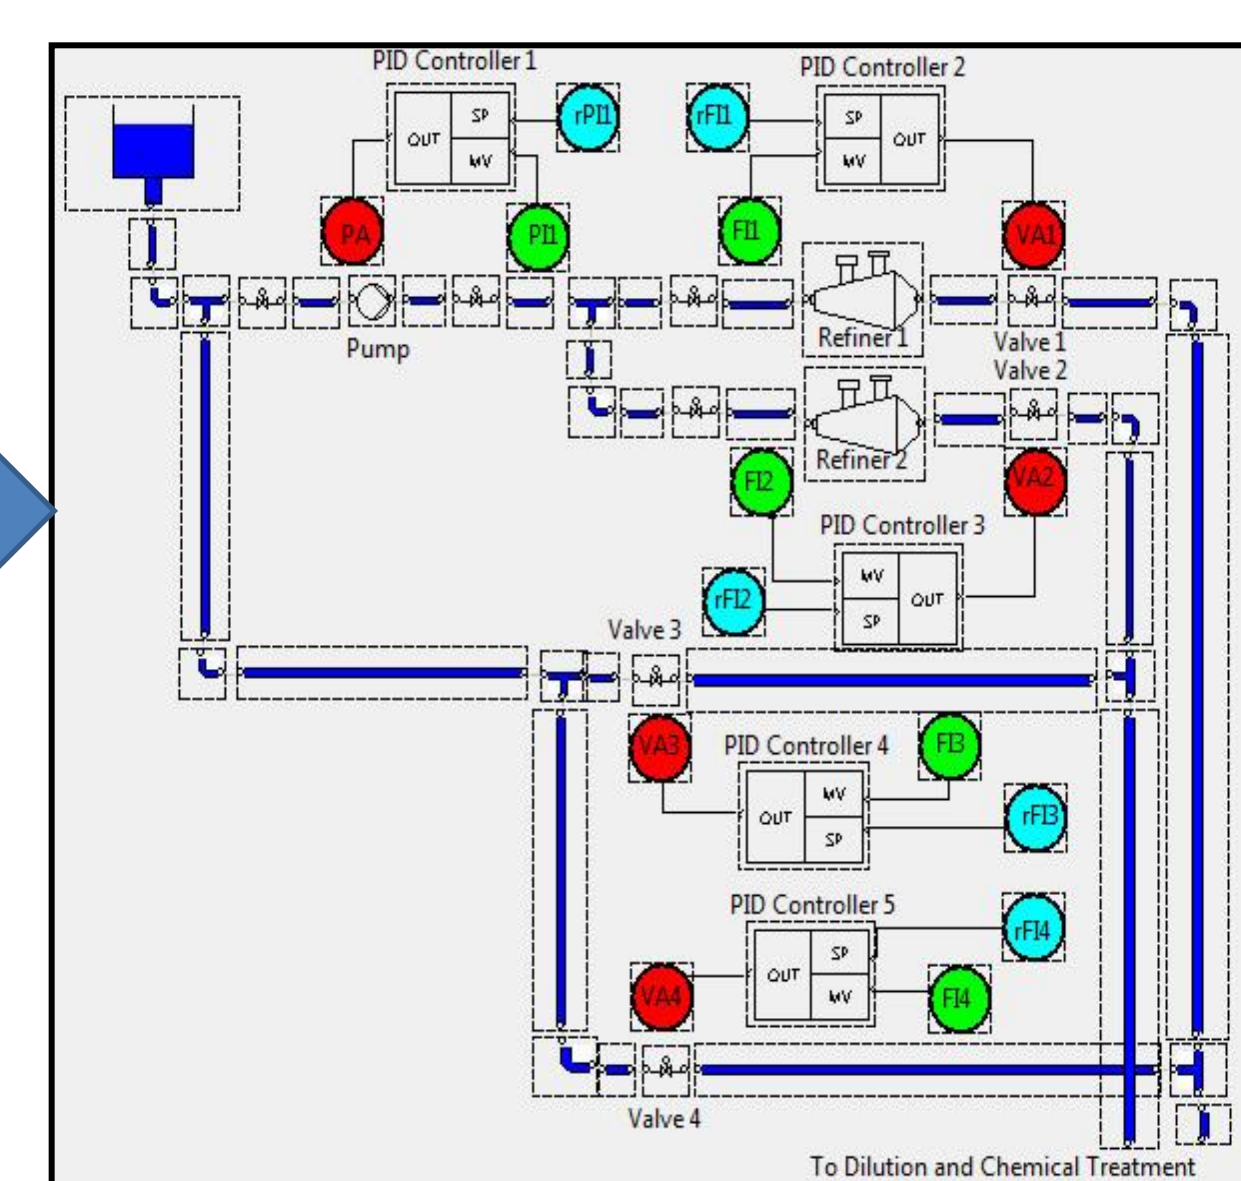 PID Controller 1
PID Controller 2
OUT
SP
MV
rPI1
rFI1
SP
MV
OUT
PA
PI1
FI1
VA1
Pump
Refiner 1
Valve 1
Valve 2
Refiner 2
FI2
VA2
PID Controller 3
MV
SP
OUT
rFI2
Valve 3
VA3
PID Controller 4
FI3
OUT
MV
SP
rFI3
PID Controller 5
rFI4
OUT
SP
MV
VA4
FI4
Valve 4
To Dilution and Chemical Treatment